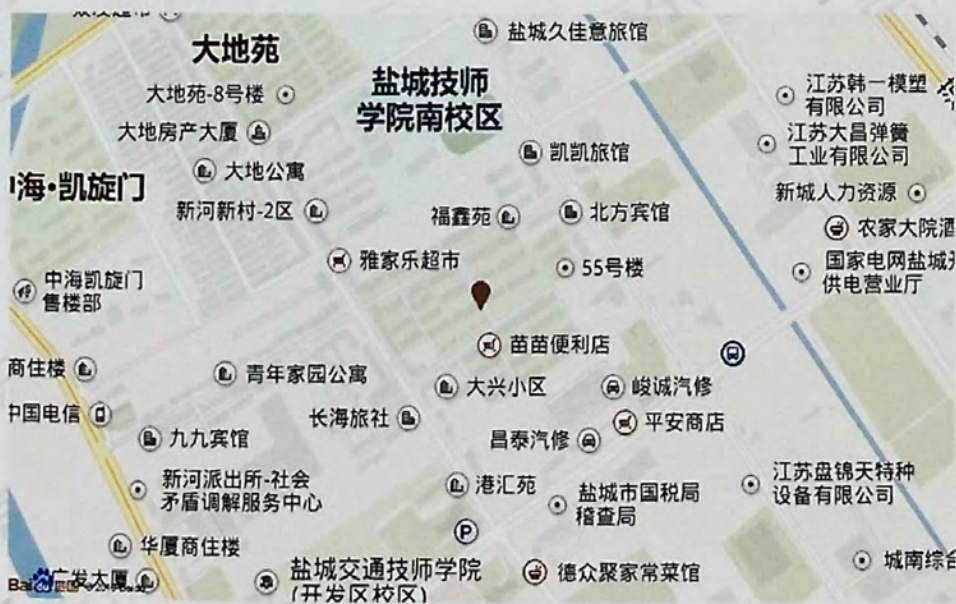 盐城久佳意旅馆
大地苑
盐城技师
学院南校区
大地苑-8号楼
江苏韩一模塑
有限公司
大地房产大厦
江苏大昌弹簧
工业有限公司
凯凯旅馆
大地公寓
海·凯旋门
新城人力资源
新河新村-2区
福鑫苑
北方宾馆
农家大院酒
雅家乐超市
55号楼
国家电网盐城开
供电营业厅
中海凯旋门
售楼部
苗苗便利店
商住楼
青年家园公寓
大兴小区
峻诚汽修
中国电信
长海旅社
平安商店
九九宾馆
昌泰汽修
新河派出所-社会
矛盾调解服务中心
港汇苑
盐城市国税局
稽查局
江苏盘锦天特种
设备有限公司
P
华厦商住楼
城南综合
广发大厦
盐城交通技师学院
(开发区校区)
德众聚家常菜馆
Bai